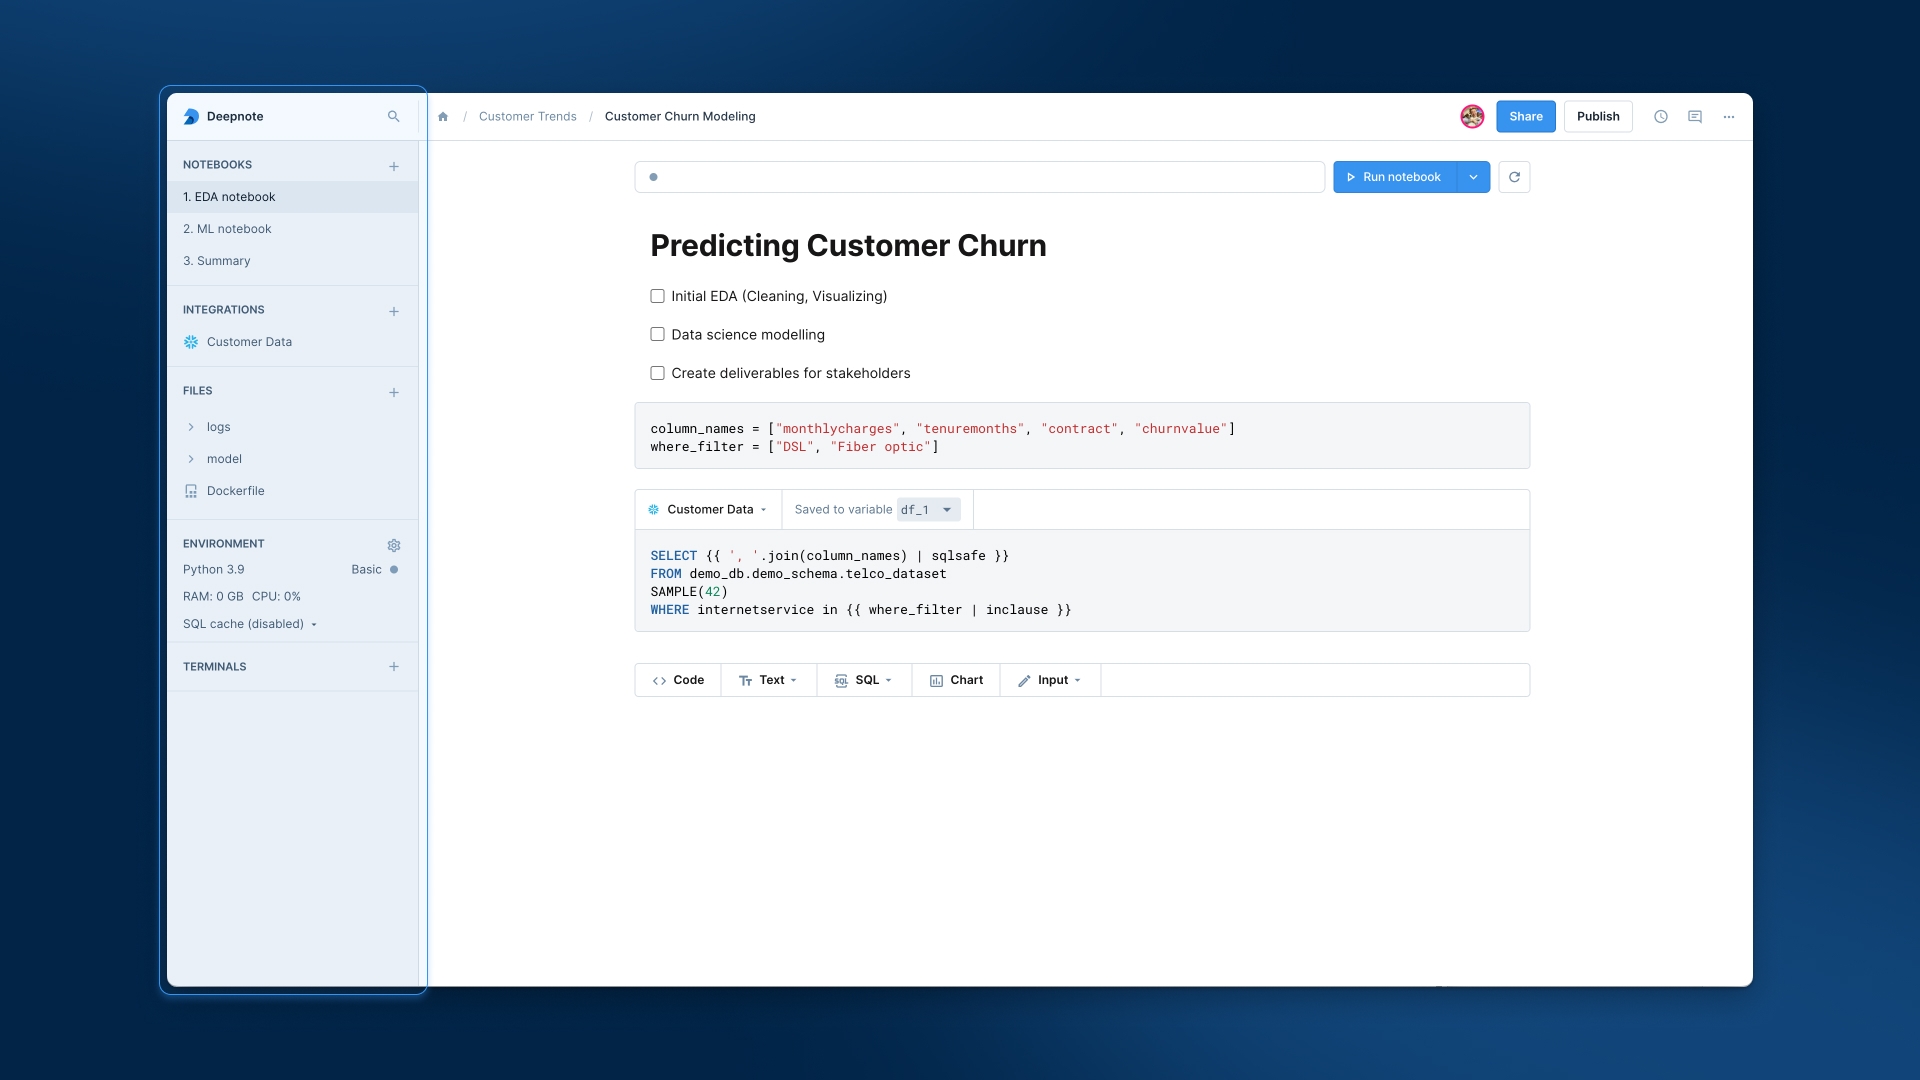 Deepnote
NOTEBOOKS
1. EDA notebook
2. ML notebook
3. Summary
INTEGRATIONS
Customer Data
FILES
logs
model
Dockerfile
ENVIRONMENT
Python 3.9 Basic
RAM: 0 GB CPU: 0%
SQL cache (disabled)
TERMINALS
/ Customer Trends / Customer Churn Modeling
Share Publish
Run notebook
Predicting Customer Churn
Initial EDA (Cleaning, Visualizing)
Data science modelling
Create deliverables for stakeholders
column_names = ["monthlycharges", "tenuremonths", "contract", "churnvalue"]
where_filter = ["DSL", "Fiber optic"]
Customer Data Saved to variable df_1
SELECT {{ ', '.join(column_names) | sqlsafe }}
FROM demo_db.demo_schema.telco_dataset
SAMPLE(42)
WHERE internetservice in {{ where_filter | inclause }}
Code Text SQL SQL Chart Input